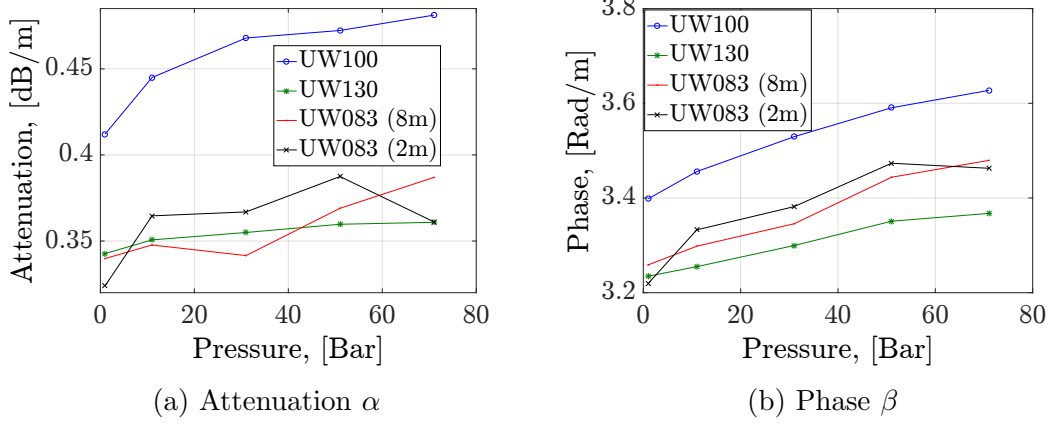 Attenuation, [dB/m]
0.45
0.4
0.35
UW100
UW130
UW083 (8m)
UW083 (2m)
0 20 40 60 80
Pressure, [Bar]
(a) Attenuation α
Phase, [Rad/m]
3.8
3.6
3.4
3.2
UW100
UW130
UW083 (8m)
UW083 (2m)
0 20 40 60 80
Pressure, [Bar]
(b) Phase β